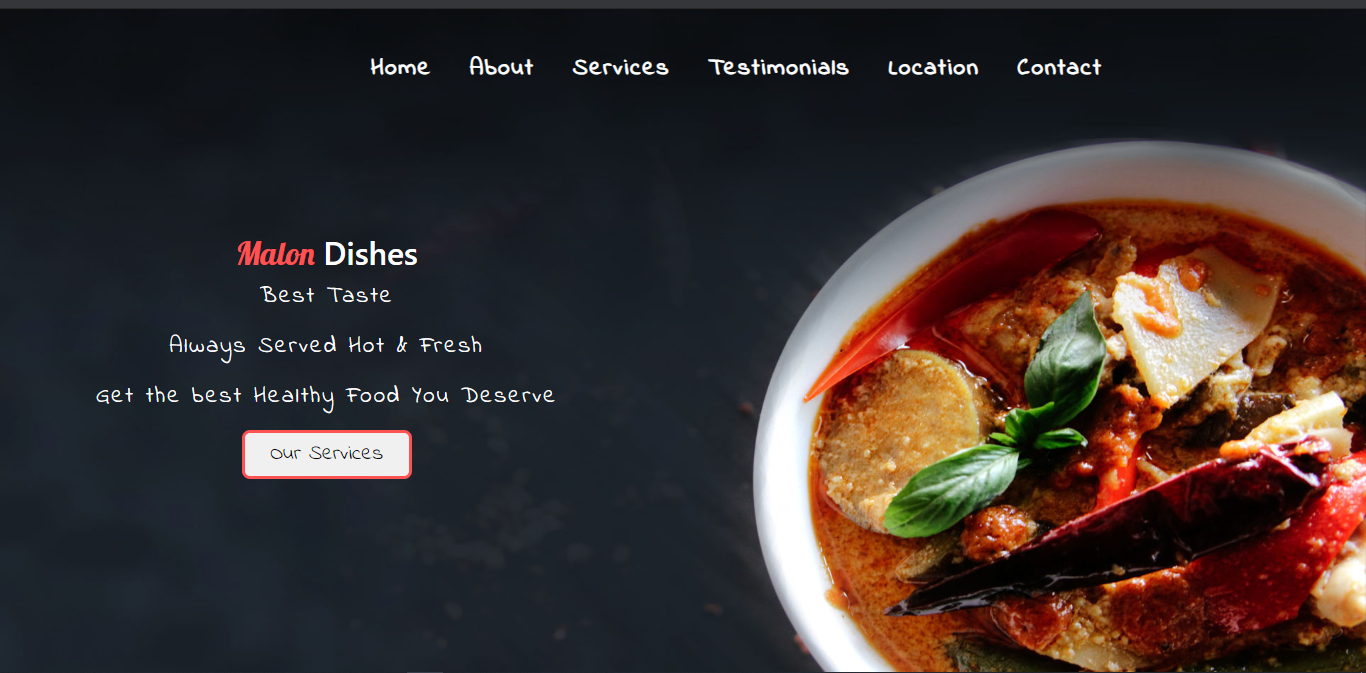 Home About Services Testimonials Location Contact
Malon Dishes
Best Taste
Always Served Hot & Fresh
Get the best Healthy Food You Deserve
Our Services